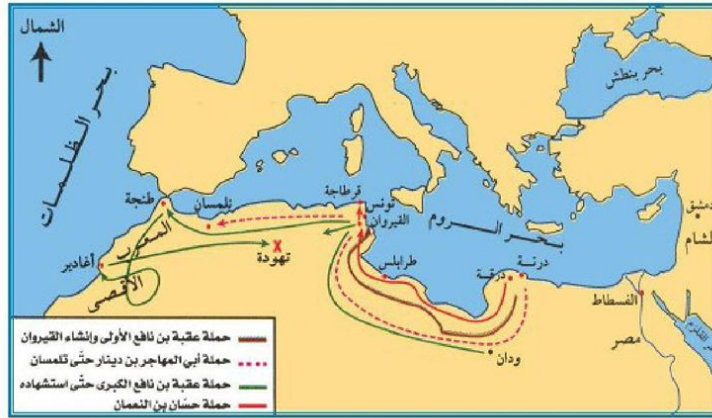 الشمال
بحر بنطش
بحر الظلمات
دمشق
الشام
قرطاجة
تونس
القيروان
تلمسان
طنجة
بحر الروم
المغرب
الأقصى
تهودة
أغادير
طرابلس
درنة
الفسطاط
مصر
ودان
حملة عقبة بن نافع الأولى وإنشاء القيروان
حملة أبي المهاجر بن دينار حتّى تلمسان
حملة عقبة بن نافع الكبرى حتّى استشهاده
حملة حسّان بن النعمان